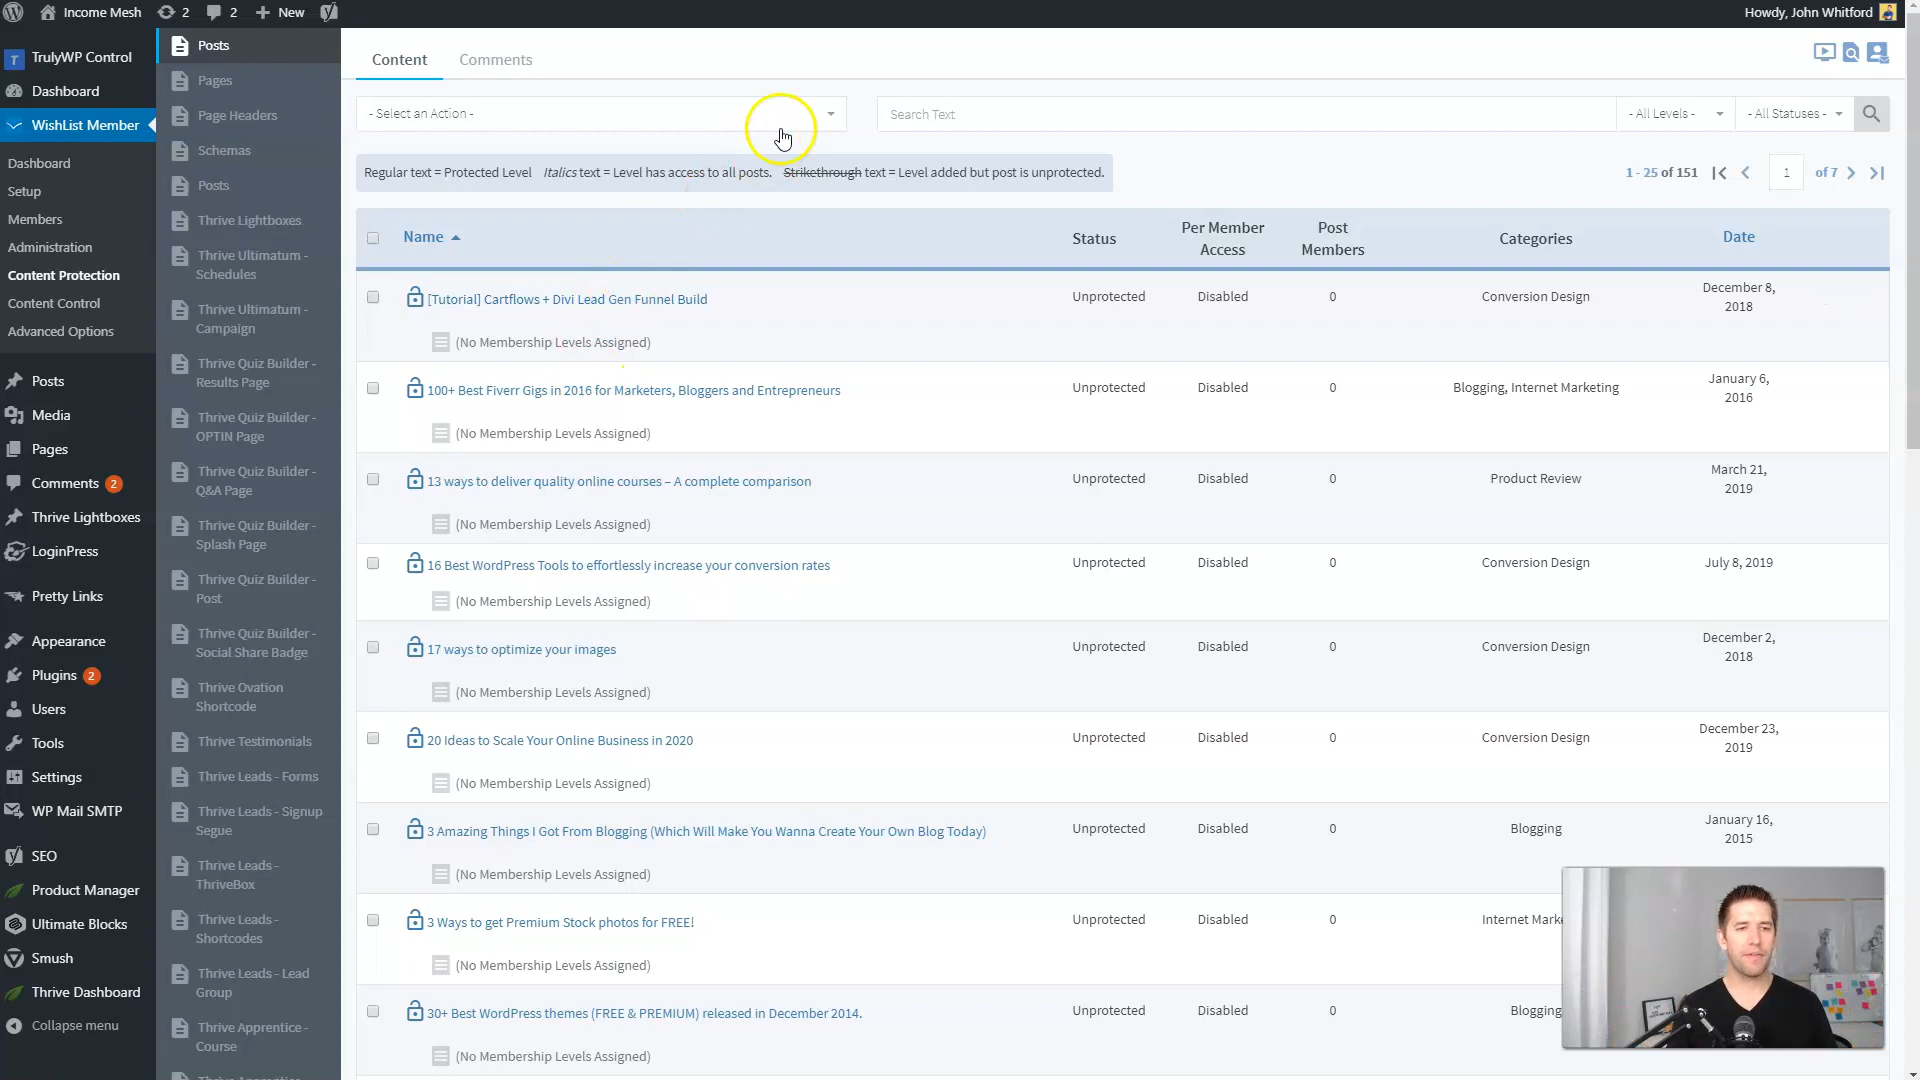 Income Mesh 2 2 New Howdy, John Whitford
TrulyWP Control
Dashboard
WishList Member
Dashboard
Setup
Members
Administration
Content Protection
Content Control
Advanced Options
Posts
Media
Pages
Comments 2
Thrive Lightboxes
LoginPress
Pretty Links
Appearance
Plugins 2
Users
Tools
Settings
WP Mail SMTP
SEO
Product Manager
Ultimate Blocks
Smush
Thrive Dashboard
Collapse menu
Posts
Pages
Page Headers
Schemas
Posts
Thrive Lightboxes
Thrive Ultimatum -
Schedules
Thrive Ultimatum -
Campaign
Thrive Quiz Builder -
Results Page
Thrive Quiz Builder -
OPTIN Page
Thrive Quiz Builder -
Q&A Page
Thrive Quiz Builder -
Splash Page
Thrive Quiz Builder -
Post
Thrive Quiz Builder -
Social Share Badge
Thrive Ovation
Shortcode
Thrive Testimonials
Thrive Leads - Forms
Thrive Leads - Signup
Segue
Thrive Leads -
ThriveBox
Thrive Leads -
Shortcodes
Thrive Leads - Lead
Group
Thrive Apprentice -
Course
Content Comments
- Select an Action - Search Text - All Levels - - All Statuses -
Regular text = Protected Level Italics text = Level has access to all posts. Strikethrough text = Level added but post is unprotected.
1 - 25 of 151 1 of 7
Name Status Per Member Access Post Members Categories Date
[Tutorial] Cartflows + Divi Lead Gen Funnel Build Unprotected Disabled 0 Conversion Design December 8, 2018
(No Membership Levels Assigned)
100+ Best Fiverr Gigs in 2016 for Marketers, Bloggers and Entrepreneurs Unprotected Disabled 0 Blogging, Internet Marketing January 6, 2016
(No Membership Levels Assigned)
13 ways to deliver quality online courses – A complete comparison Unprotected Disabled 0 Product Review March 21, 2019
(No Membership Levels Assigned)
16 Best WordPress Tools to effortlessly increase your conversion rates Unprotected Disabled 0 Conversion Design July 8, 2019
(No Membership Levels Assigned)
17 ways to optimize your images Unprotected Disabled 0 Conversion Design December 2, 2018
(No Membership Levels Assigned)
20 Ideas to Scale Your Online Business in 2020 Unprotected Disabled 0 Conversion Design December 23, 2019
(No Membership Levels Assigned)
3 Amazing Things I Got From Blogging (Which Will Make You Wanna Create Your Own Blog Today) Unprotected Disabled 0 Blogging January 16, 2015
(No Membership Levels Assigned)
3 Ways to get Premium Stock photos for FREE! Unprotected Disabled 0 Internet
(No Membership Levels Assigned)
30+ Best WordPress themes (FREE & PREMIUM) released in December 2014. Unprotected Disabled 0 Blogging
(No Membership Levels Assigned)